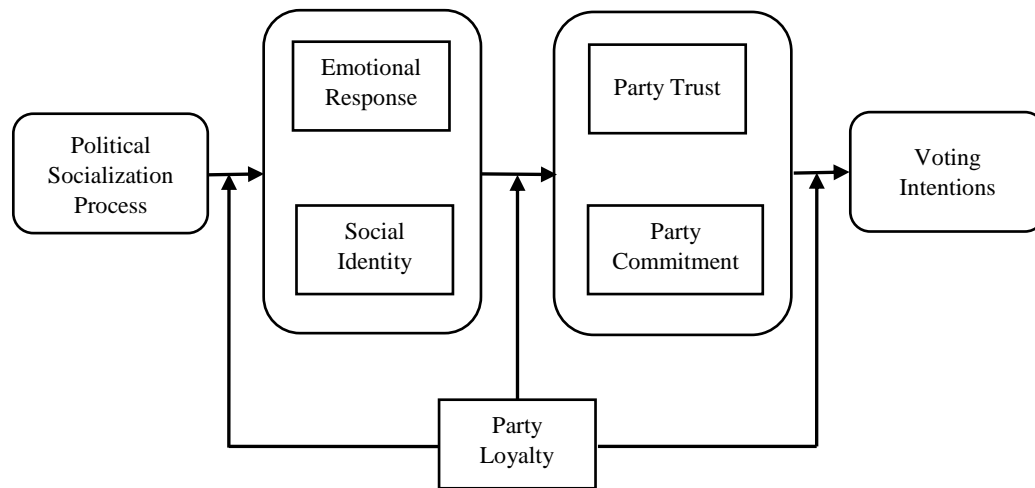 Political
Socialization
Process
Emotional
Response
Social
Identity
Party Trust
Party
Commitment
Voting
Intentions
Party
Loyalty